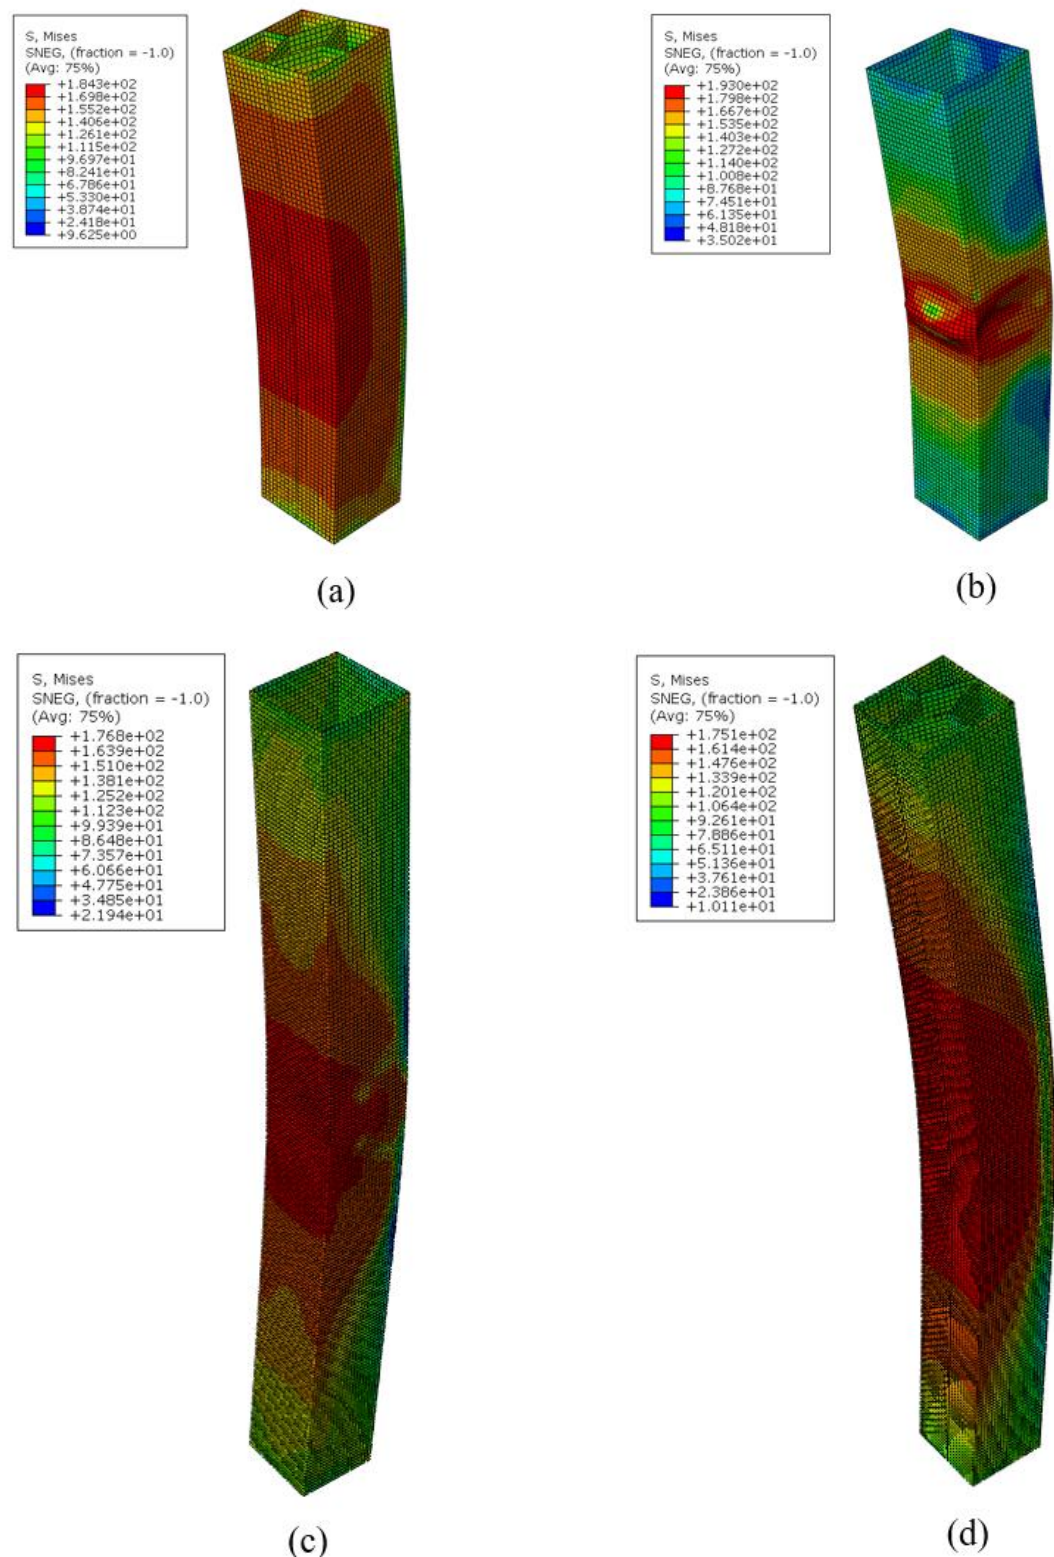 S, Mises
SNEG, (fraction = -1.0)
(Avg: 75%)
+1.843e+02
+1.698e+02
+1.552e+02
+1.406e+02
+1.261e+02
+1.115e+02
+9.697e+01
+8.241e+01
+6.786e+01
+5.330e+01
+3.874e+01
+2.418e+01
+9.625e+00
(a)
S, Mises
SNEG, (fraction = -1.0)
(Avg: 75%)
+1.930e+02
+1.798e+02
+1.667e+02
+1.535e+02
+1.403e+02
+1.272e+02
+1.140e+02
+1.008e+02
+8.768e+01
+7.451e+01
+6.135e+01
+4.818e+01
+3.502e+01
(b)
S, Mises
SNEG, (fraction = -1.0)
(Avg: 75%)
+1.768e+02
+1.639e+02
+1.510e+02
+1.381e+02
+1.252e+02
+1.123e+02
+9.939e+01
+8.648e+01
+7.357e+01
+6.066e+01
+4.775e+01
+3.485e+01
+2.194e+01
(c)
S, Mises
SNEG, (fraction = -1.0)
(Avg: 75%)
+1.751e+02
+1.614e+02
+1.476e+02
+1.339e+02
+1.201e+02
+1.064e+02
+9.261e+01
+7.886e+01
+6.511e+01
+5.136e+01
+3.761e+01
+2.386e+01
+1.011e+01
(d)